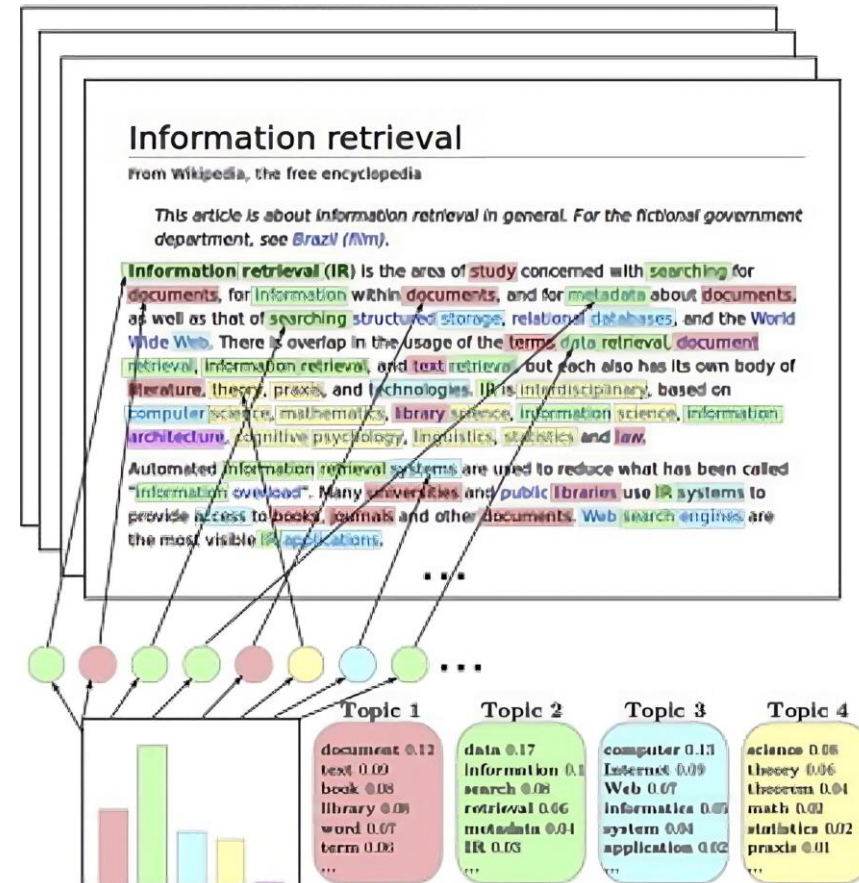 Information retrieval
From Wikipedia, the free encyclopedia
This article is about information retrieval in general. For the fictional government
department, see Brazil (film).
Information retrieval (IR) is the area of study concerned with searching for
documents, for information within documents, and for metadata about documents,
as well as that of searching structured storage, relational databases, and the World
Wide Web. There is overlap in the usage of the terms data retrieval, document
retrieval, information retrieval, and text retrieval, but each also has its own body of
literature, theory, praxis, and technologies. IR is interdisciplinary, based on
computer science, mathematics, library science, information science, information
architecture, cognitive psychology, linguistics, statistics and law.
Automated information retrieval systems are used to reduce what has been called
"information overload". Many universities and public libraries use IR systems to
provide access to books, journals and other documents. Web search engines are
the most visible IR applications.
...
...
Topic 1
document 0.12
text 0.09
book 0.08
library 0.08
word 0.07
term 0.06
...
Topic 2
data 0.17
information 0.1
search 0.08
retrieval 0.06
metadata 0.04
IR 0.03
...
Topic 3
computer 0.13
Internet 0.09
Web 0.07
informatics
system 0.04
application 0.02
...
Topic 4
science 0.08
theory 0.06
theorem 0.04
math 0.02
statistics 0.02
praxis 0.01
...